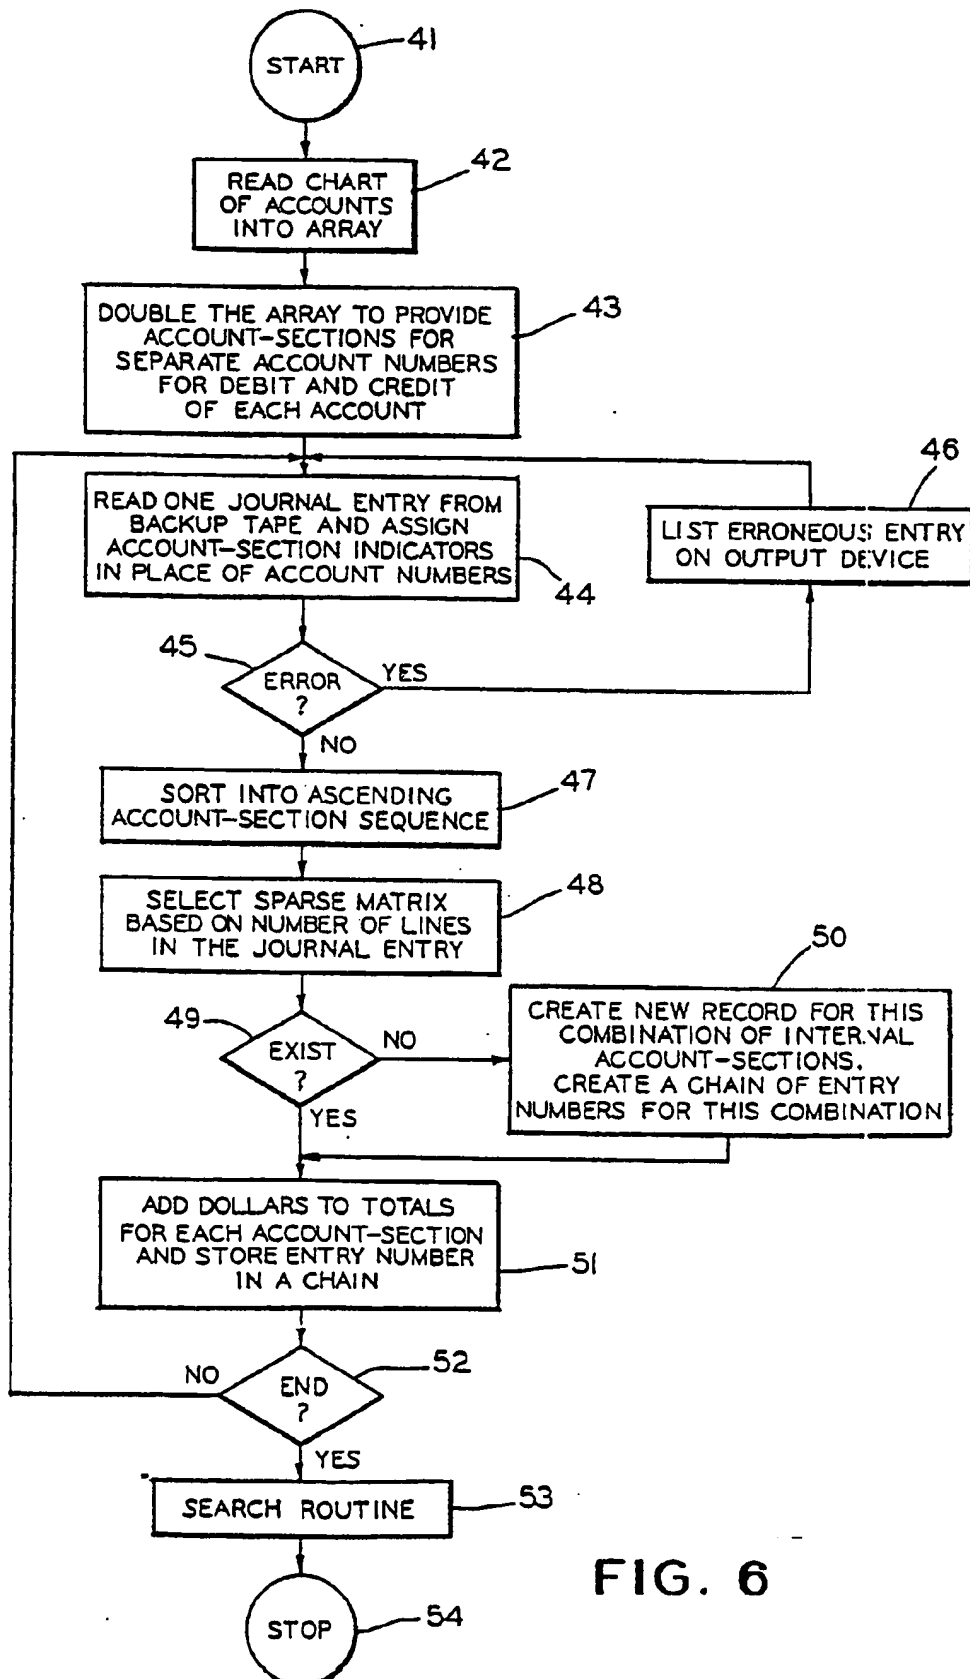 START
41
42
READ CHART
OF ACCOUNTS
INTO ARRAY
43
DOUBLE THE ARRAY TO PROVIDE
ACCOUNT-SECTIONS FOR
SEPARATE ACCOUNT NUMBERS
FOR DEBIT AND CREDIT
OF EACH ACCOUNT
46
LIST ERRONEOUS ENTRY
ON OUTPUT DEVICE
READ ONE JOURNAL ENTRY FROM
BACKUP TAPE AND ASSIGN
ACCOUNT-SECTION INDICATORS
IN PLACE OF ACCOUNT NUMBERS
44
45
ERROR
?
YES
NO
47
SORT INTO ASCENDING
ACCOUNT-SECTION SEQUENCE
48
SELECT SPARSE MATRIX
BASED ON NUMBER OF LINES
IN THE JOURNAL ENTRY
49
EXIST
?
NO
YES
50
CREATE NEW RECORD FOR THIS
COMBINATION OF INTERNAL
ACCOUNT-SECTIONS.
CREATE A CHAIN OF ENTRY
NUMBERS FOR THIS COMBINATION
ADD DOLLARS TO TOTALS
FOR EACH ACCOUNT-SECTION
AND STORE ENTRY NUMBER
IN A CHAIN
51
52
NO
END
?
YES
SEARCH ROUTINE
53
STOP
54
FIG. 6